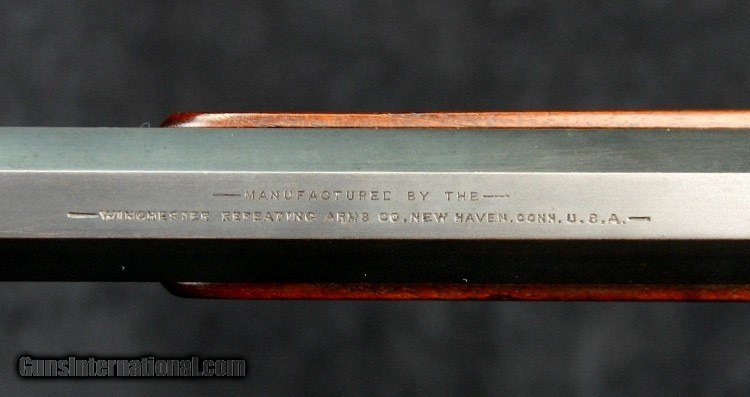 —MANUFACTURED BY THE—
—WINCHESTER REPEATING ARMS CO. NEW HAVEN. CONN. U. S. A.—
GunsInternational.com